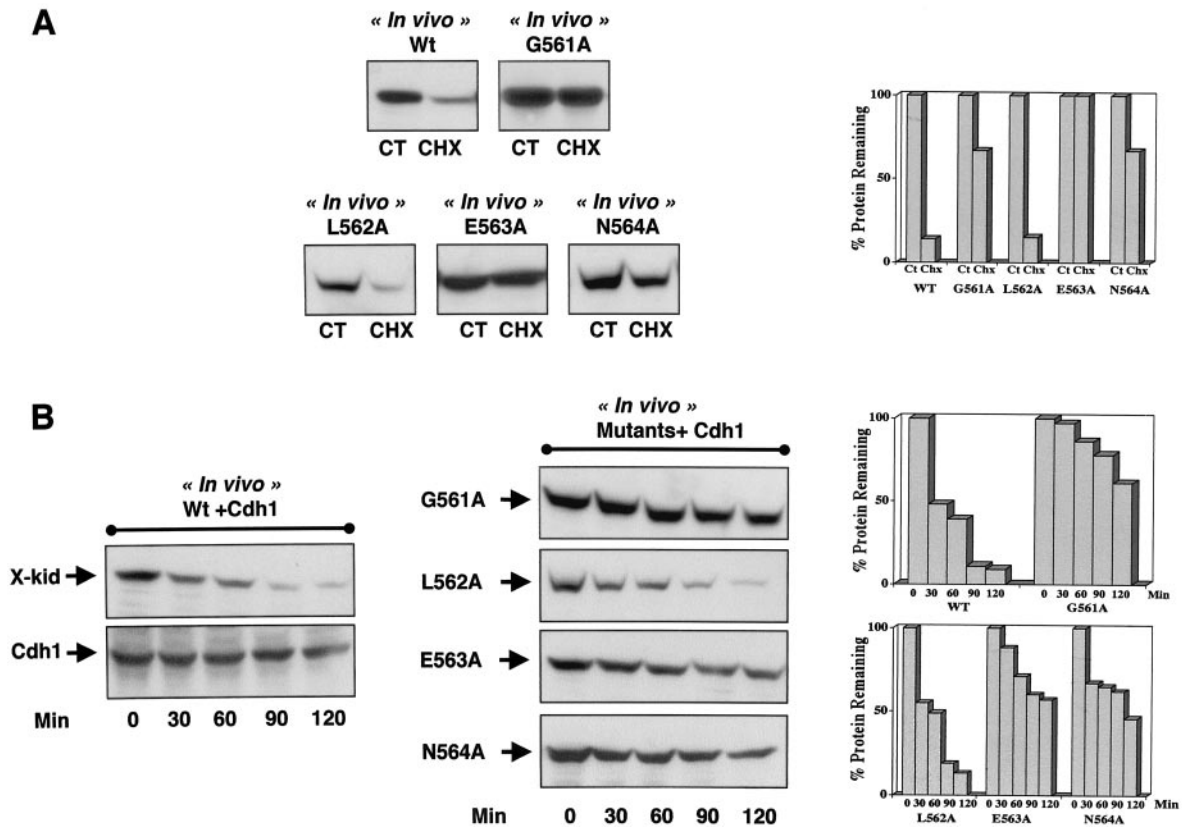 A
« In vivo »
Wt
« In vivo »
G561A
CT CHX
CT CHX
« In vivo »
L562A
« In vivo »
E563A
« In vivo »
N564A
CT CHX
CT CHX
CT CHX
% Protein Remaining
100
50
0
Ct Chx Ct Chx Ct Chx Ct Chx Ct Chx
WT G561A L562A E563A N564A
B
« In vivo »
Wt +Cdh1
X-kid
Cdh1
Min 0 30 60 90 120
« In vivo »
Mutants+ Cdh1
G561A
L562A
E563A
N564A
Min 0 30 60 90 120
% Protein Remaining
100
50
0
0 30 60 90 120 0 30 60 90 120 Min
WT G561A
% Protein Remaining
100
50
0
0 30 60 90 120 0 30 60 90 120 0 30 60 90 120 Min
L562A E563A N564A